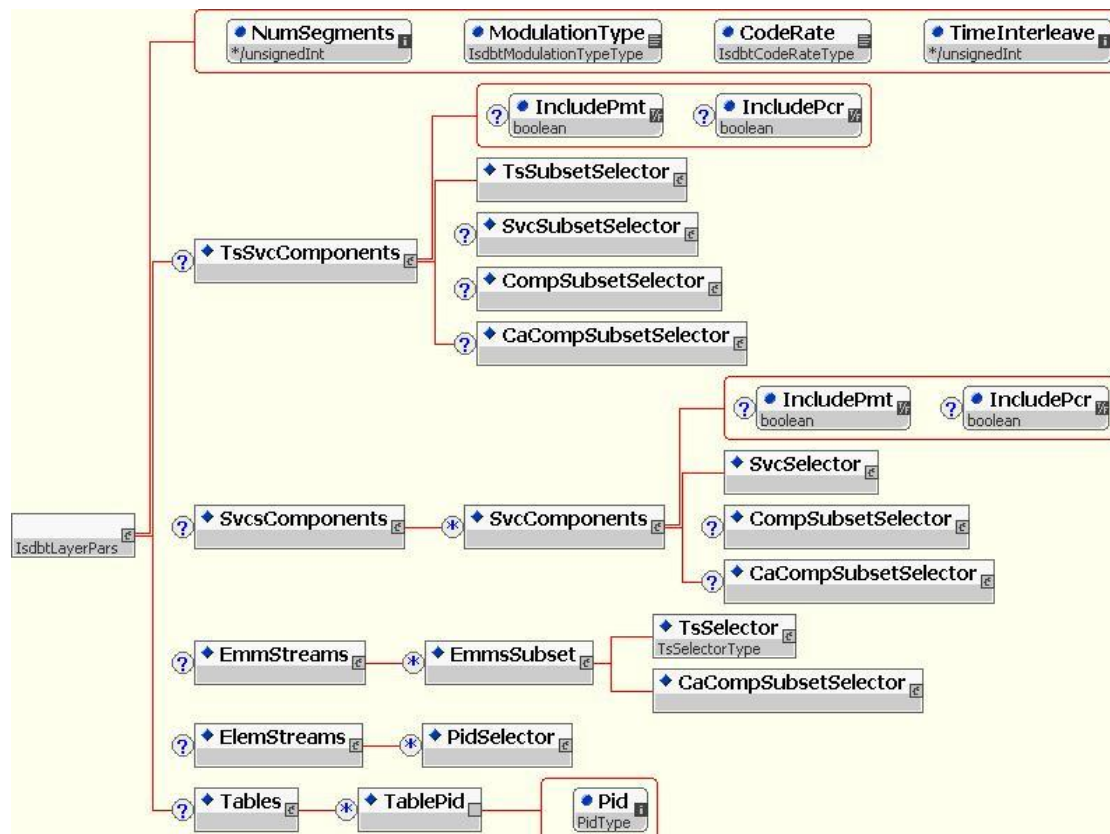 NumSegments
*/unsignedInt
ModulationType
IsdbtModulationTypeType
CodeRate
IsdbtCodeRateType
TimeInterleave
*/unsignedInt
? IncludePmt
boolean
? IncludePcr
boolean
TsSubsetSelector
? SvcSubsetSelector
? TsSvcComponents
? CompSubsetSelector
? CaCompSubsetSelector
? IncludePmt
boolean
? IncludePcr
boolean
SvcSelector
IsdbtLayerPars
? SvcsComponents
* SvcComponents
? CompSubsetSelector
? CaCompSubsetSelector
? EmmStreams
* EmmsSubset
TsSelector
TsSelectorType
CaCompSubsetSelector
? ElemStreams
* PidSelector
? Tables
* TablePid
Pid
PidType